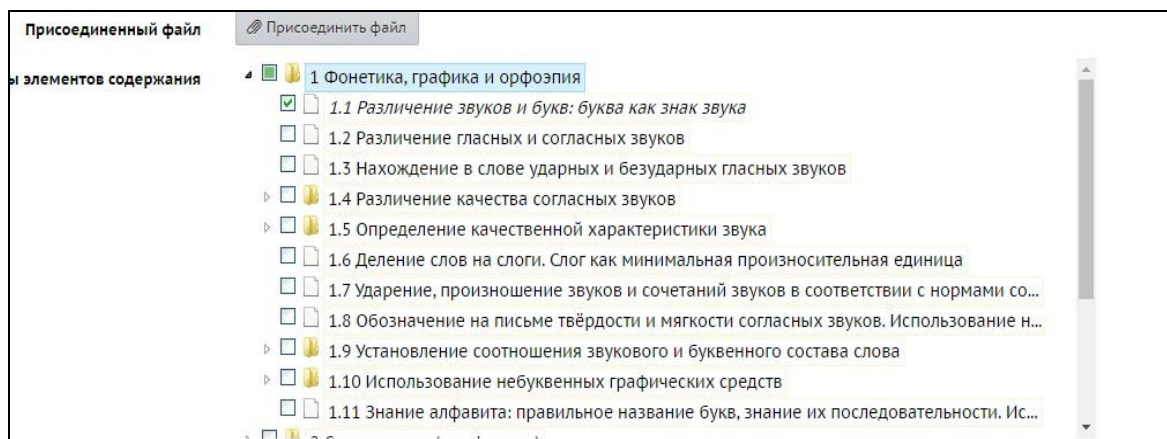 Присоединенный файл
Присоединить файл
ы элементов содержания
1 Фонетика, графика и орфоэпия
1.1 Различение звуков и букв: буква как знак звука
1.2 Различение гласных и согласных звуков
1.3 Нахождение в слове ударных и безударных гласных звуков
1.4 Различение качества согласных звуков
1.5 Определение качественной характеристики звука
1.6 Деление слов на слоги. Слог как минимальная произносительная единица
1.7 Ударение, произношение звуков и сочетаний звуков в соответствии с нормами со...
1.8 Обозначение на письме твёрдости и мягкости согласных звуков. Использование н...
1.9 Установление соотношения звукового и буквенного состава слова
1.10 Использование небуквенных графических средств
1.11 Знание алфавита: правильное название букв, знание их последовательности. Ис...